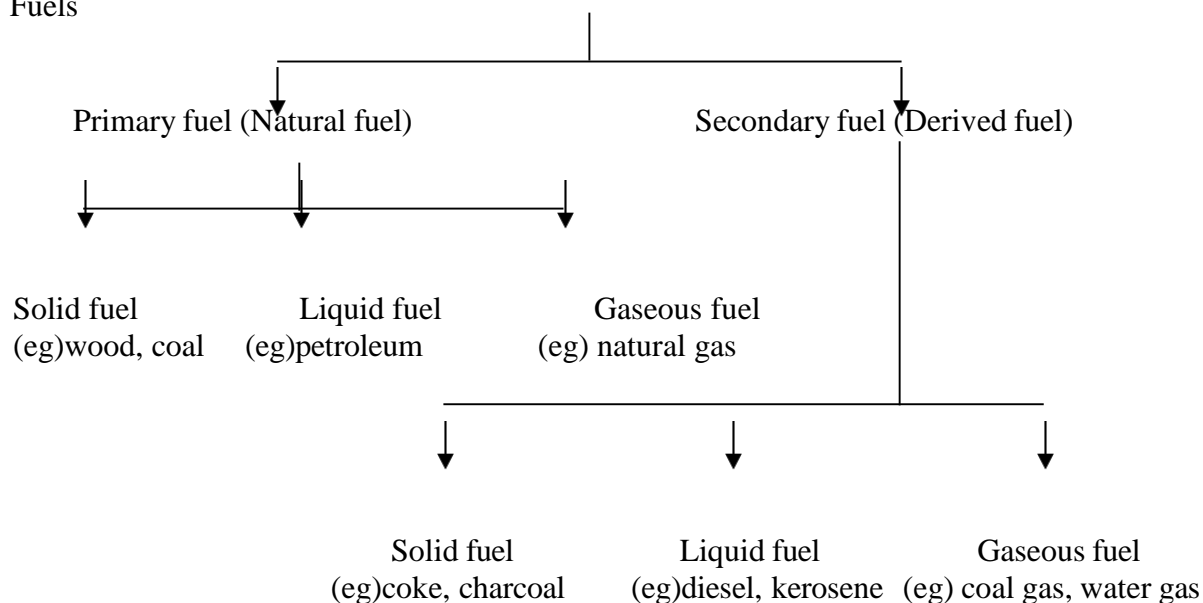 Fuels
Primary fuel (Natural fuel) Secondary fuel (Derived fuel)
Solid fuel Liquid fuel Gaseous fuel
(eg)wood, coal (eg)petroleum (eg) natural gas
Solid fuel Liquid fuel Gaseous fuel
(eg)coke, charcoal (eg)diesel, kerosene (eg) coal gas, water gas